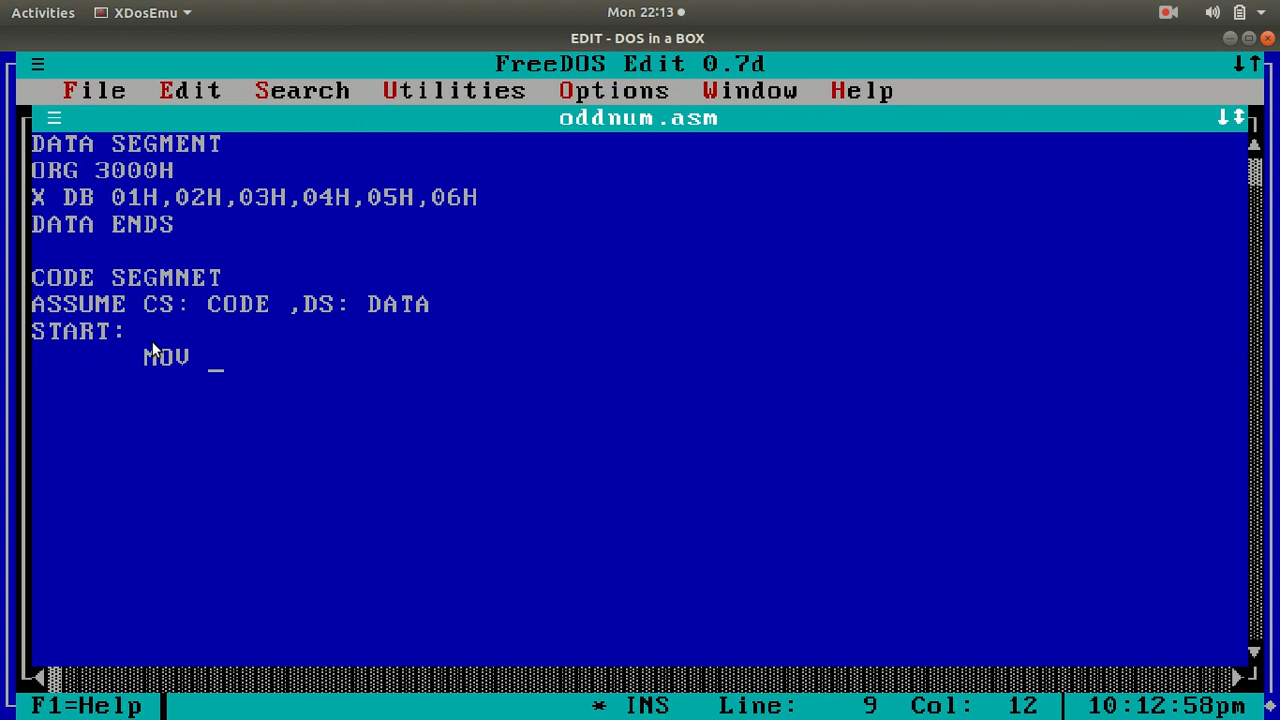 Activities XDosEmu Mon 22:13
EDIT - DOS in a BOX
FreeDOS Edit 0.7d
File Edit Search Utilities Options Window Help
oddnum.asm
DATA SEGMENT
ORG 3000H
X DB 01H,02H,03H,04H,05H,06H
DATA ENDS
CODE SEGMNET
ASSUME CS: CODE ,DS: DATA
START:
MOV _
F1=Help * INS Line: 9 Col: 12 10:12:58pm